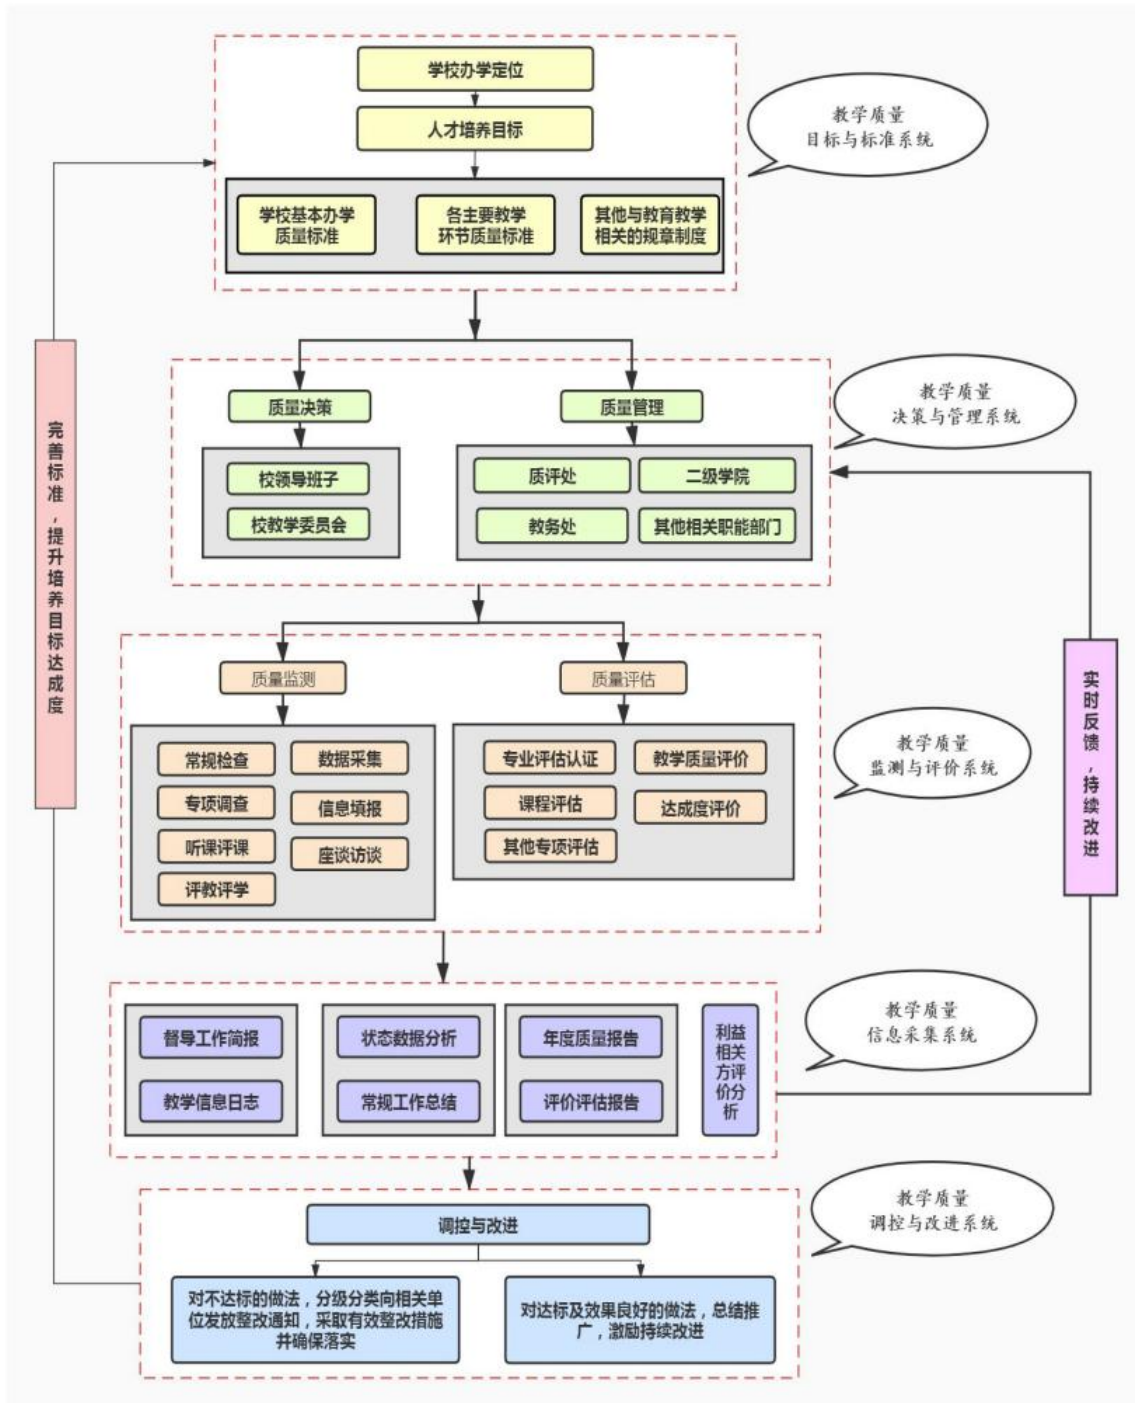 学校办学定位
人才培养目标
教学质量
目标与标准系统
学校基本办学
质量标准
各主要教学
环节质量标准
其他与教育教学
相关的规章制度
质量决策
质量管理
教学质量
决策与管理系统
校领导班子
校教学委员会
质评处
二级学院
教务处
其他相关职能部门
完善标准，提升培养目标达成度
质量监测
质量评估
常规检查
数据采集
专项调查
信息填报
听课评课
座谈访谈
评教评学
专业评估认证
教学质量评价
课程评估
达成度评价
其他专项评估
教学质量
监测与评价系统
实时反馈，持续改进
督导工作简报
教学信息日志
状态数据分析
常规工作总结
年度质量报告
评价评估报告
利益
相关
方评
价分
析
教学质量
信息采集系统
调控与改进
对不达标的做法，分级分类向相关单
位发放整改通知，采取有效整改措施
并确保落实
对达标及效果良好的做法，总结推
广，激励持续改进
教学质量
调控与改进系统